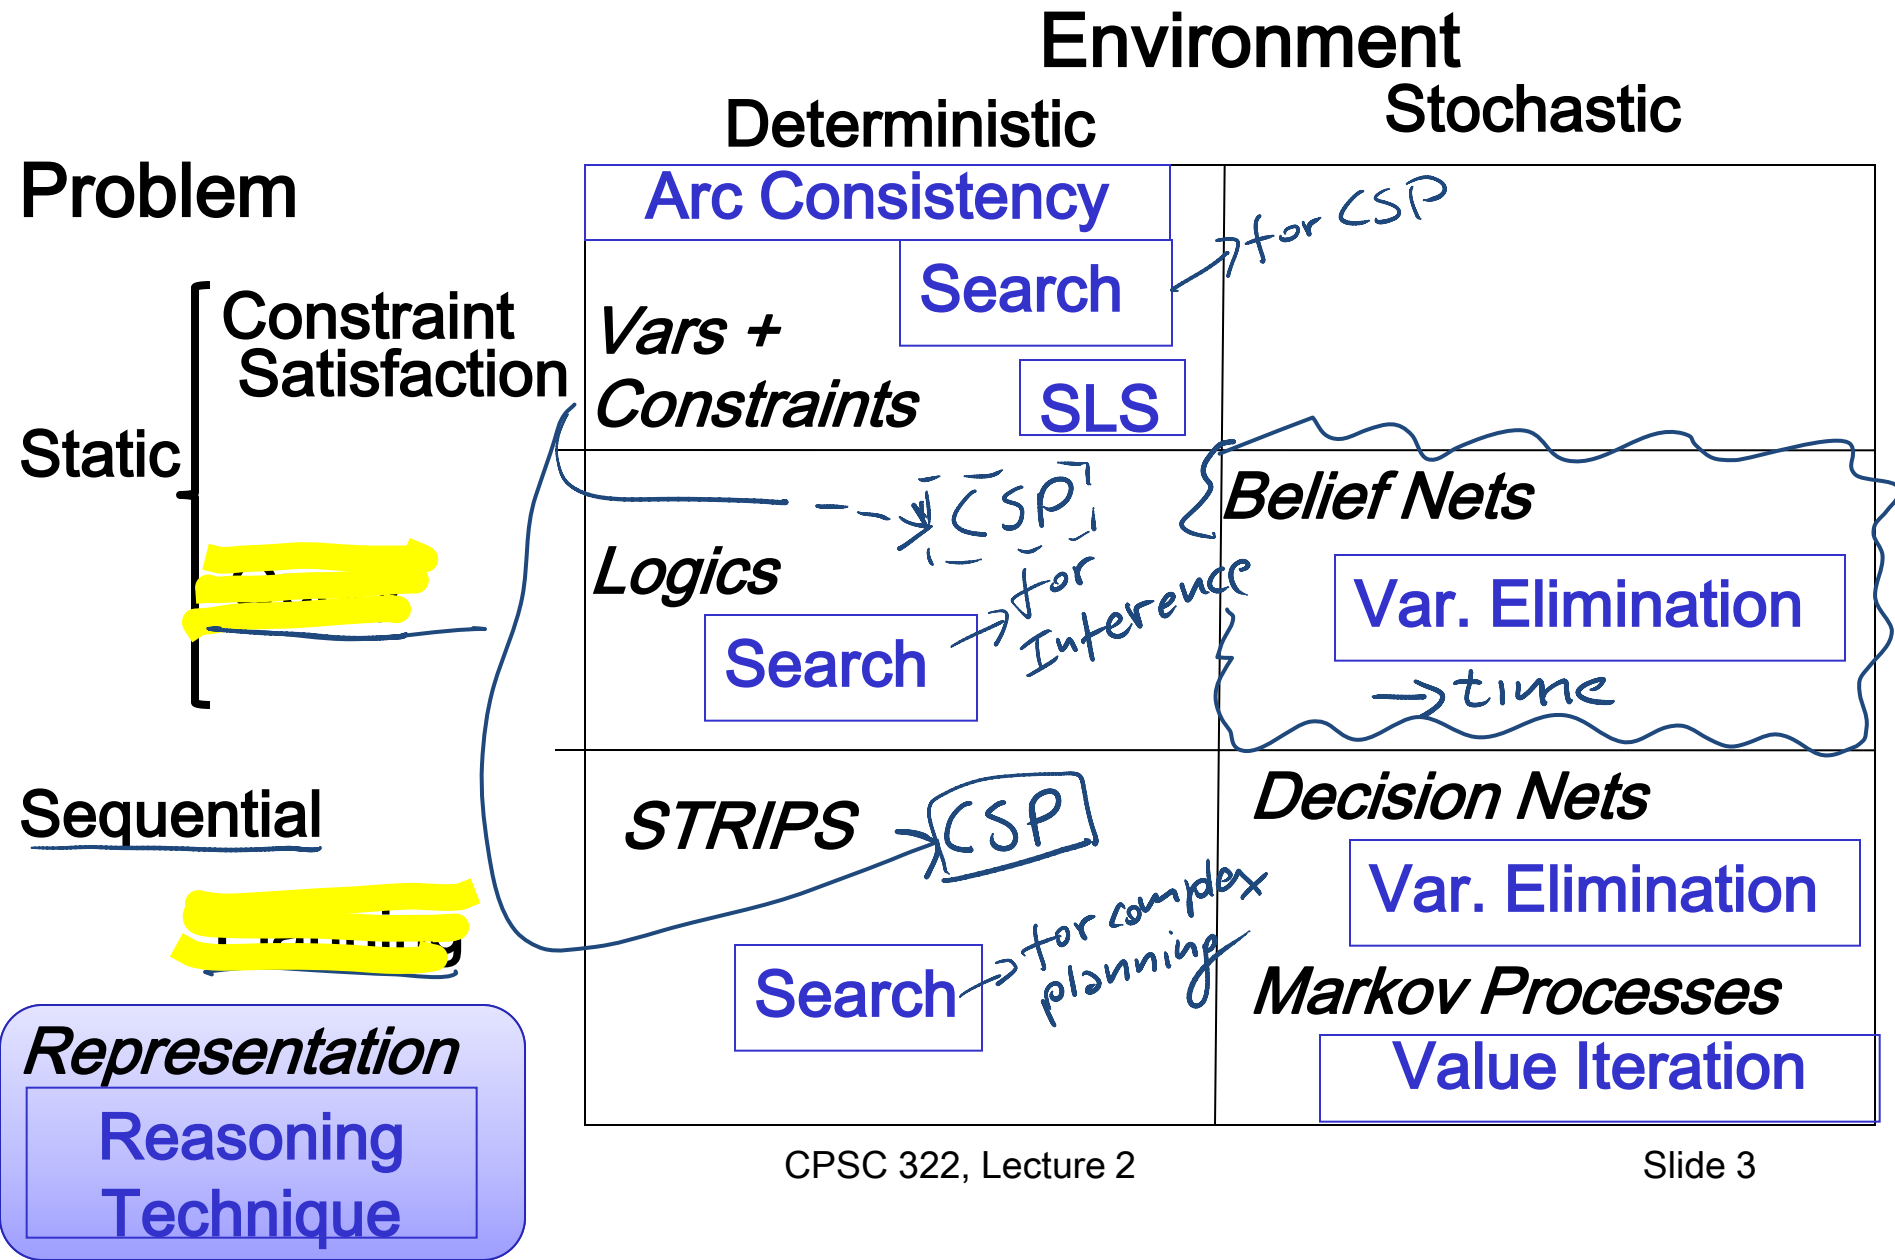 Environment
Deterministic
Stochastic
Problem
Arc Consistency
Search
for CSP
Constraint
Satisfaction
Vars +
Constraints
SLS
Static
CSP
Belief Nets
Logics
for
Inference
Var. Elimination
Search
time
Sequential
STRIPS
CSP
Decision Nets
Var. Elimination
for complex
planning
Search
Markov Processes
Value Iteration
Representation
Reasoning
Technique
CPSC 322, Lecture 2
Slide 3